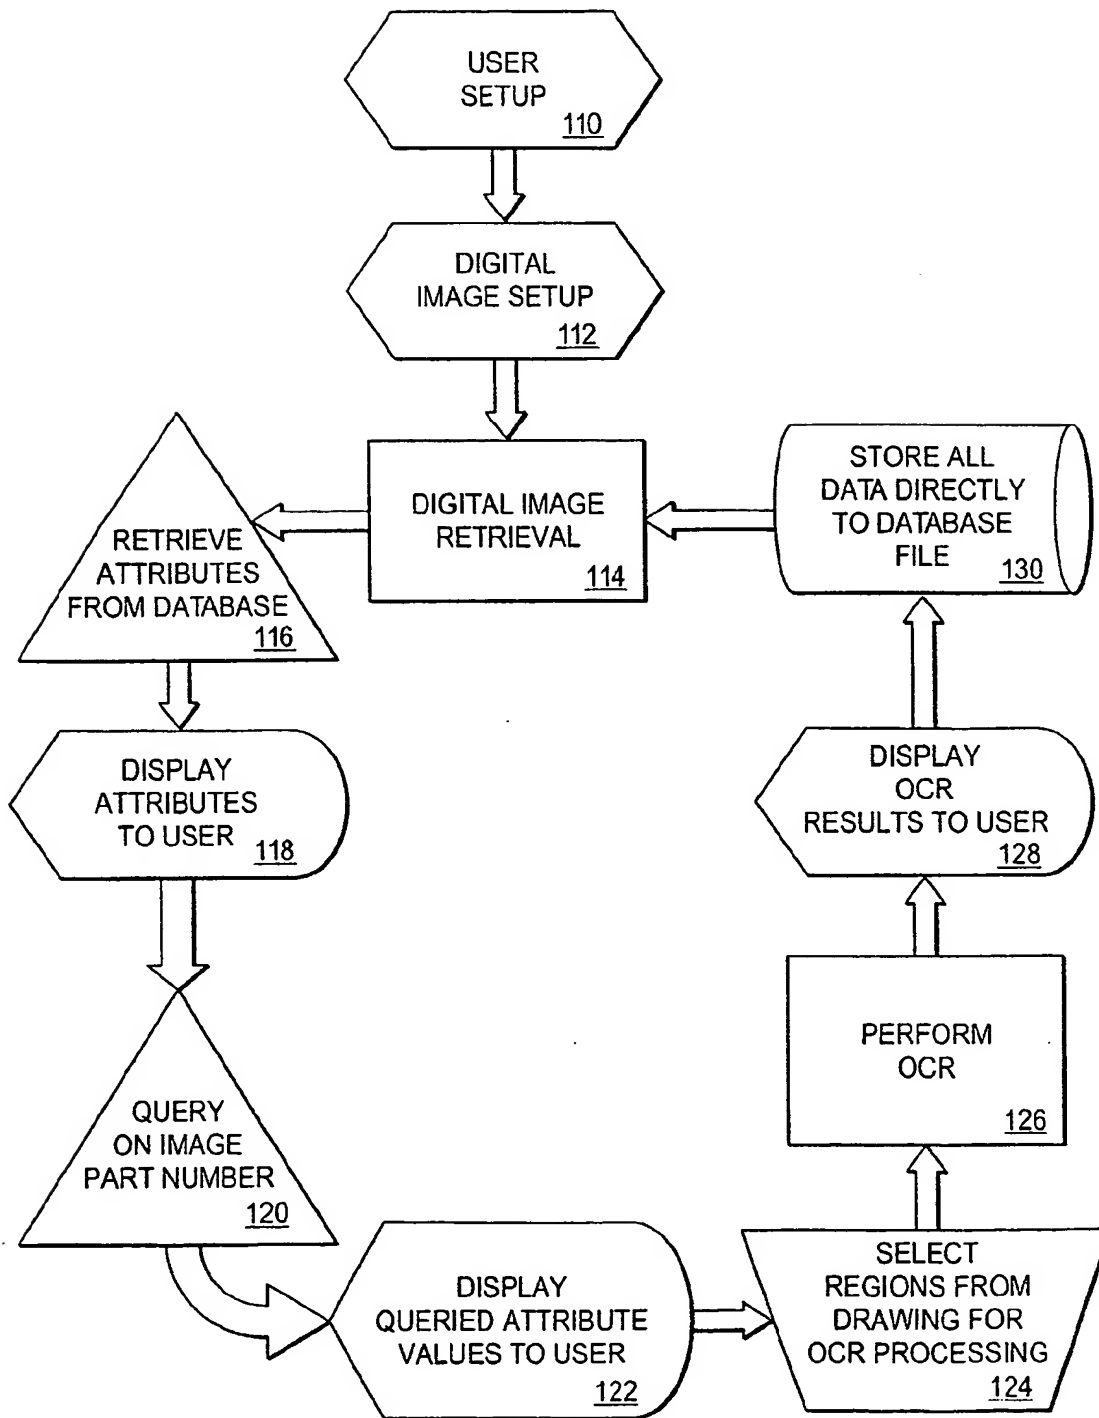 USER
SETUP
110
DIGITAL
IMAGE SETUP
112
DIGITAL IMAGE
RETRIEVAL
114
RETRIEVE
ATTRIBUTES
FROM DATABASE
116
DISPLAY
ATTRIBUTES
TO USER
118
QUERY
ON IMAGE
PART NUMBER
120
DISPLAY
QUERIED ATTRIBUTE
VALUES TO USER
122
SELECT
REGIONS FROM
DRAWING FOR
OCR PROCESSING
124
PERFORM
OCR
126
DISPLAY
OCR
RESULTS TO USER
128
STORE ALL
DATA DIRECTLY
TO DATABASE
FILE
130